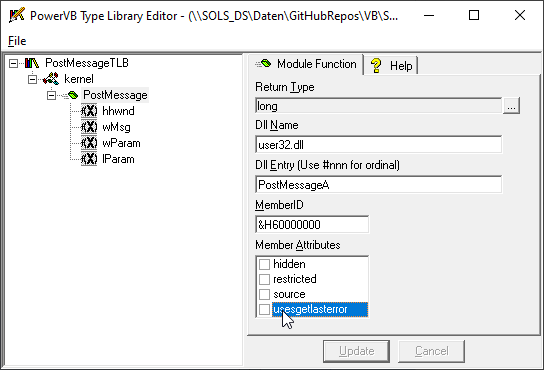 PowerVB Type Library Editor - (\\SOLS_DS\Daten\GitHubRepos\VB\S...
File
PostMessageTLB
kernel
PostMessage
hhwnd
wMsg
wParam
lParam
Module Function
Help
Return Type
long
...
Dll Name
user32.dll
Dll Entry (Use #nnn for ordinal)
PostMessageA
MemberID
&H60000000
Member Attributes
hidden
restricted
source
usesgetlasterror
Update
Cancel